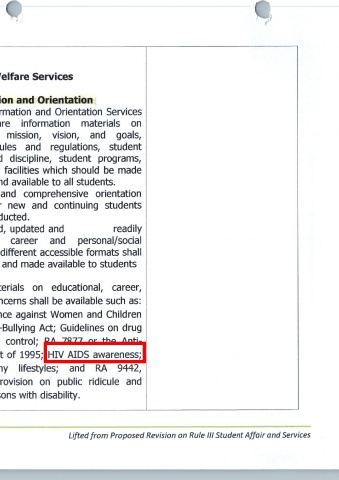 elfare Services
ion and Orientation
rmation and Orientation Services
re information materials on
mission, vision, and goals,
ules and regulations, student
d discipline, student programs,
facilities which should be made
nd available to all students.
and comprehensive orientation
r new and continuing students
ducted.
d, updated and readily
career and personal/social
different accessible formats shall
and made available to students
terials on educational, career,
ncerns shall be available such as:
nce against Women and Children
-Bullying Act; Guidelines on drug
control; RA 7877 or the Anti-
t of 1995; HIV AIDS awareness;
hy lifestyles; and RA 9442,
rovision on public ridicule and
sons with disability.
Lifted from Proposed Revision on Rule III Student Affair and Services